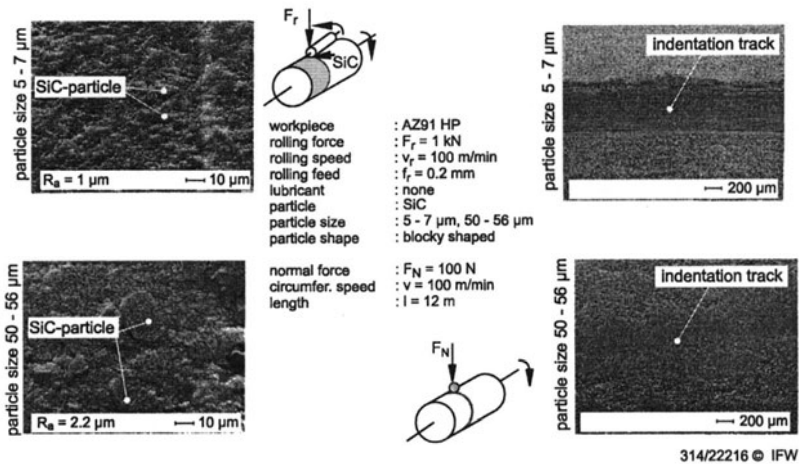 particle size 5 - 7 µm
SiC-particle
Rₐ = 1 µm
10 µm
Fᵣ
SiC
indentation track
particle size 5 - 7 µm
200 µm
workpiece : AZ91 HP
rolling force : Fᵣ = 1 kN
rolling speed : vᵣ = 100 m/min
rolling feed : fᵣ = 0.2 mm
lubricant : none
particle : SiC
particle size : 5 - 7 µm, 50 - 56 µm
particle shape : blocky shaped
normal force : F_N = 100 N
circumfer. speed : v = 100 m/min
length : l = 12 m
particle size 50 - 56 µm
SiC-particle
Rₐ = 2.2 µm
10 µm
F_N
indentation track
particle size 50 - 56 µm
200 µm
314/22216 © IFW